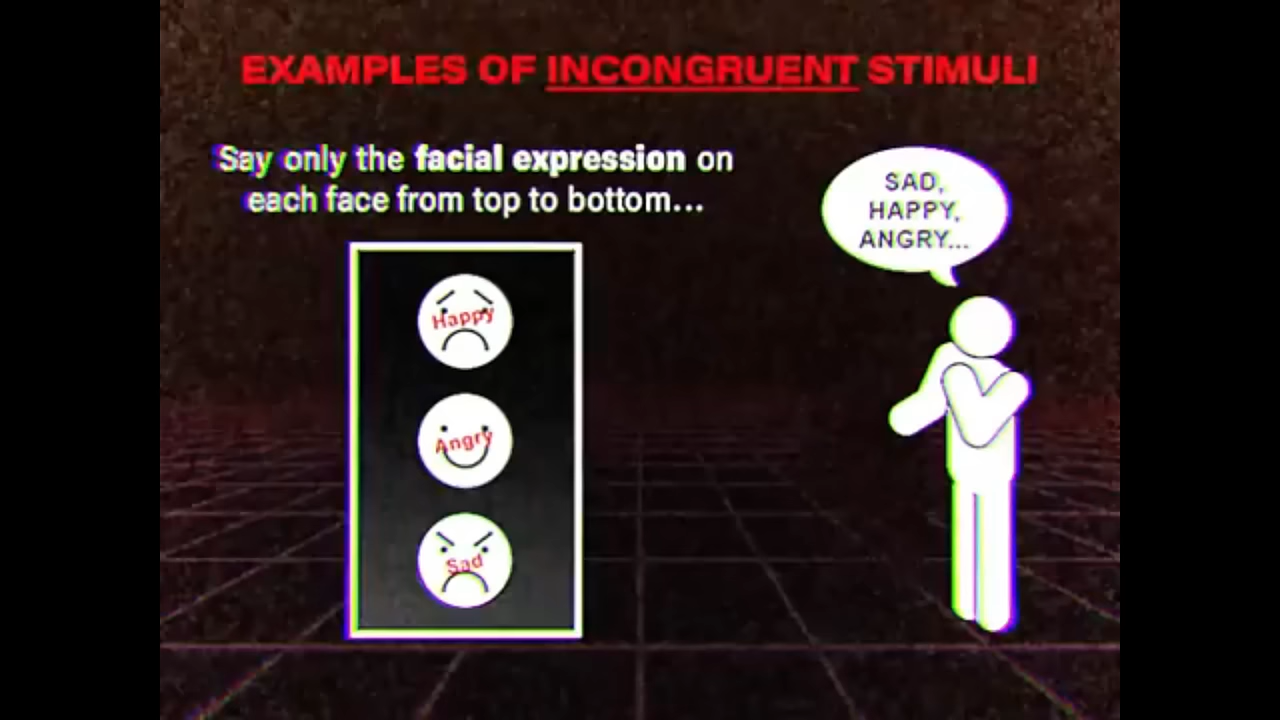 EXAMPLES OF INCONGRUENT STIMULI
Say only the facial expression on
each face from top to bottom...
SAD,
HAPPY,
ANGRY...
Happy
Angry
Sad